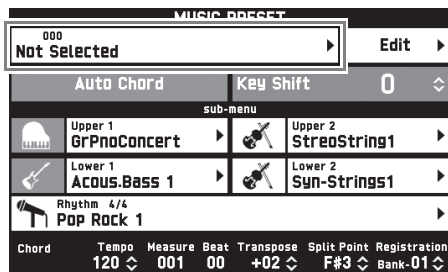 MUSIC PRESET
000
Not Selected
Edit
Auto Chord Key Shift 0
sub-menu
Upper 1 Upper 2
GrPnoConcert StreoString1
Lower 1 Lower 2
Acous.Bass 1 Syn-Strings1
Rhythm 4/4
Pop Rock 1
Chord Tempo Measure Beat Transpose Split Point Registration
120 001 00 +02 F#3 Bank-01